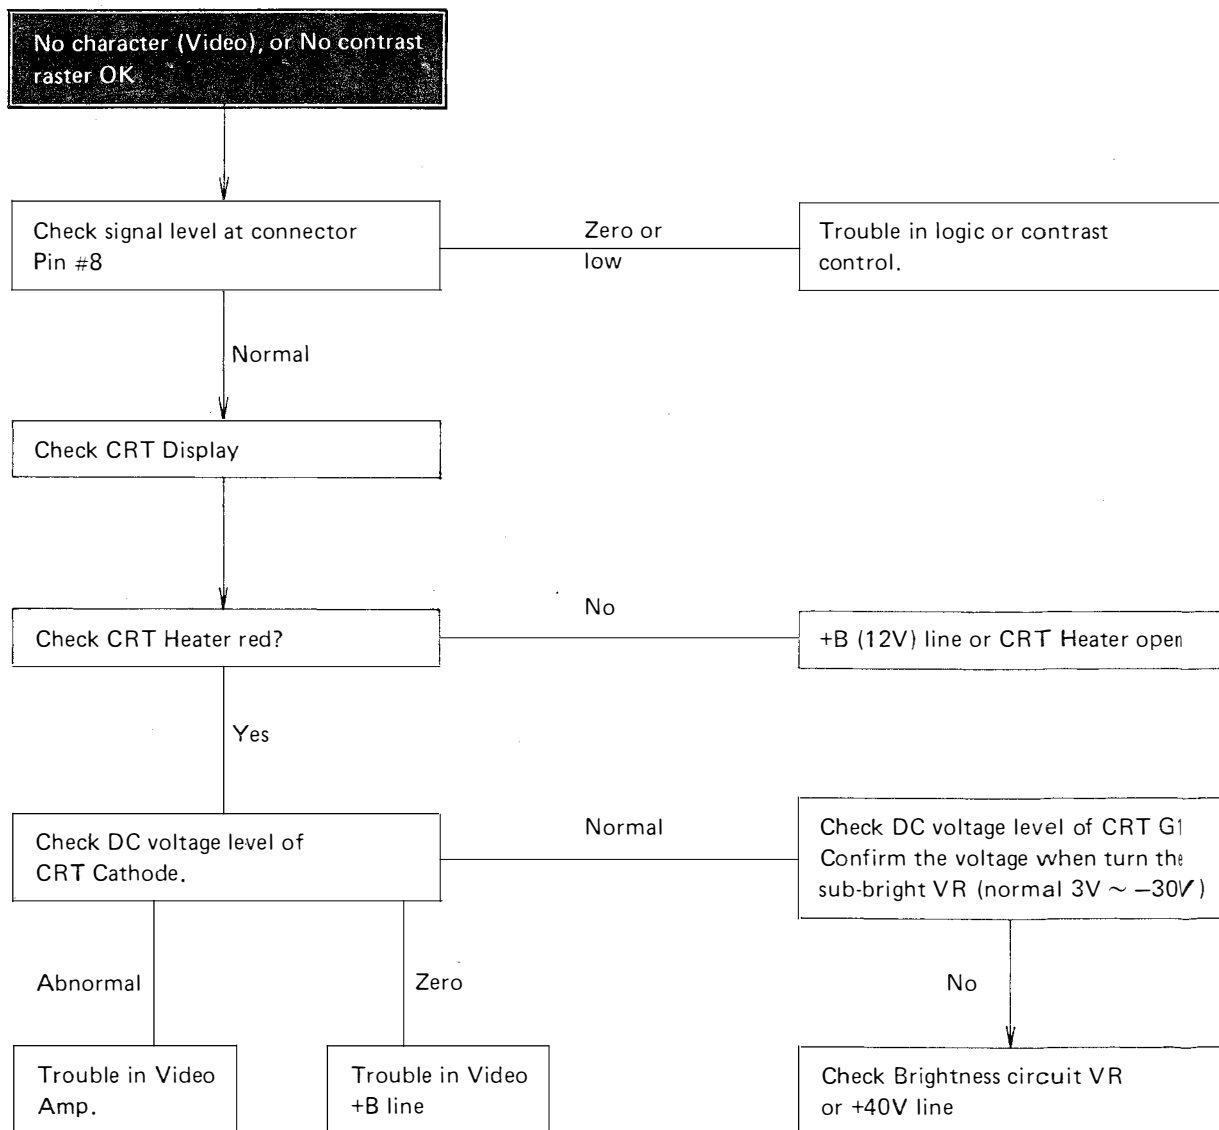 No character (Video), or No contrast
raster OK
Check signal level at connector
Pin #8
Zero or
low
Trouble in logic or contrast
control.
Normal
Check CRT Display
Check CRT Heater red?
No
+B (12V) line or CRT Heater open
Yes
Check DC voltage level of
CRT Cathode.
Normal
Check DC voltage level of CRT G1
Confirm the voltage when turn the
sub-bright VR (normal 3V ~ −30V)
Abnormal
Zero
No
Trouble in Video
Amp.
Trouble in Video
+B line
Check Brightness circuit VR
or +40V line